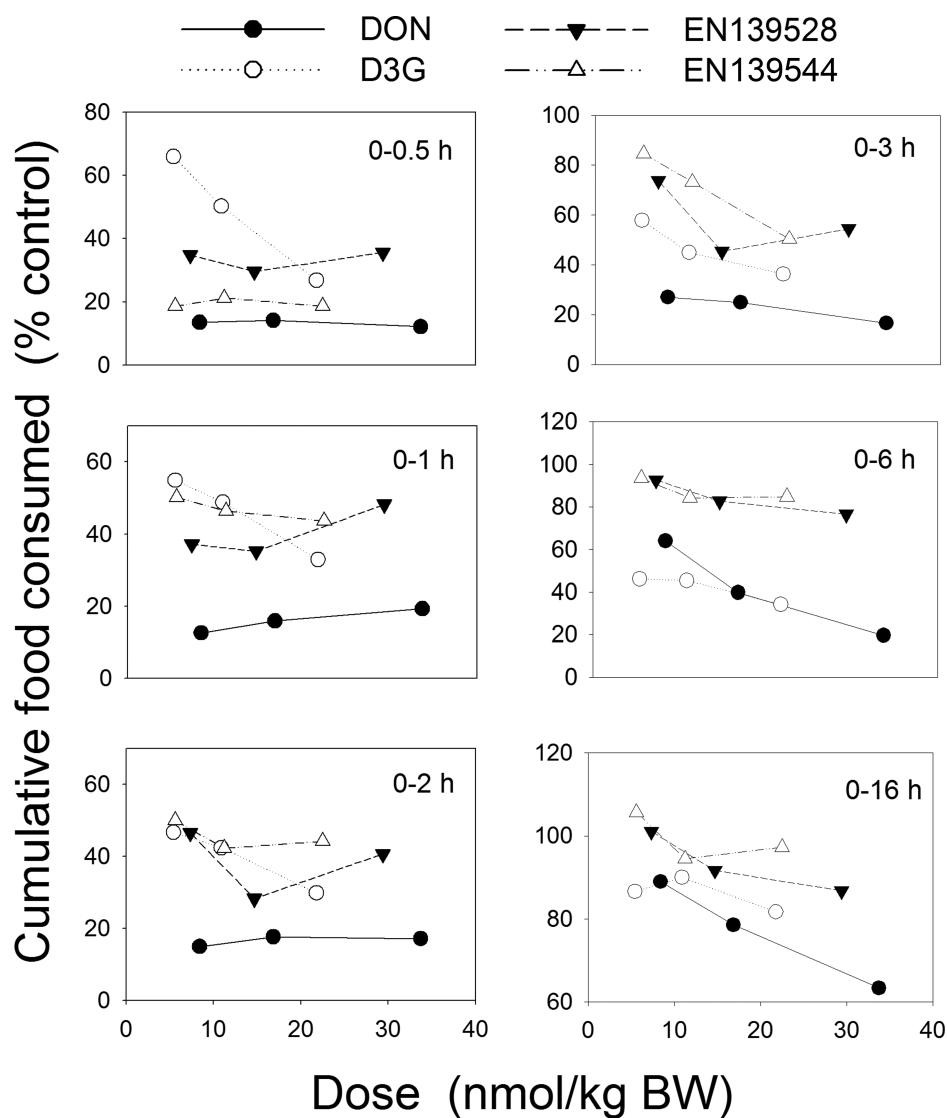 DON EN139528
D3G EN139544
Cumulative food consumed (% control)
80
60
40
20
0
0-0.5 h
100
80
60
40
20
0
0-3 h
60
40
20
0
0-1 h
120
100
80
60
40
20
0
0-6 h
60
40
20
0
0-2 h
0 10 20 30 40
120
100
80
60
0-16 h
0 10 20 30 40
Dose (nmol/kg BW)